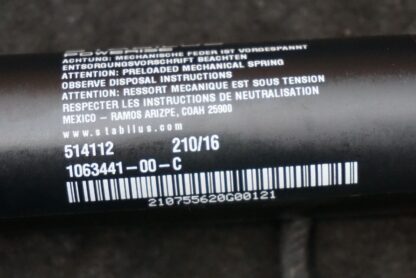 ACHTUNG: MECHANISCHE FEDER IST VORGESPANNT
ENTSORGUNGSVORSCHRIFT BEACHTEN
ATTENTION: PRELOADED MECHANICAL SPRING
OBSERVE DISPOSAL INSTRUCTIONS
ATTENTION: RESSORT MECANIQUE EST SOUS TENSION
RESPECTER LES INSTRUCTIONS DE NEUTRALISATION
MEXICO - RAMOS ARIZPE, COAH 25900
www.stabilus.com
514112 210/16
1063441-00-C
210755620G00121